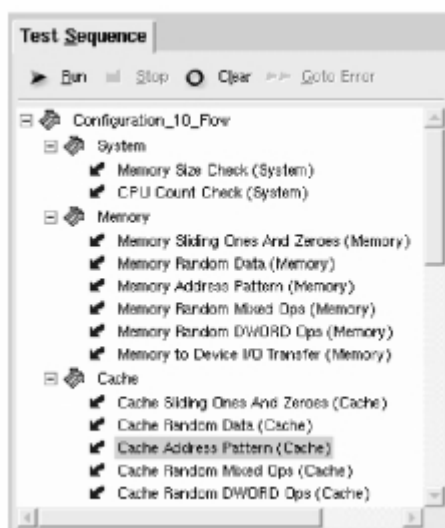 Test Sequence
Run Stop Clear Goto Error
Configuration_10_Flow
System
Memory Size Check (System)
CPU Count Check (System)
Memory
Memory Sliding Ones And Zeroes (Memory)
Memory Random Data (Memory)
Memory Address Pattern (Memory)
Memory Random Mixed Ops (Memory)
Memory Random DWORD Ops (Memory)
Memory to Device I/O Transfer (Memory)
Cache
Cache Sliding Ones And Zeroes (Cache)
Cache Random Data (Cache)
Cache Address Pattern (Cache)
Cache Random Mixed Ops (Cache)
Cache Random DWORD Ops (Cache)